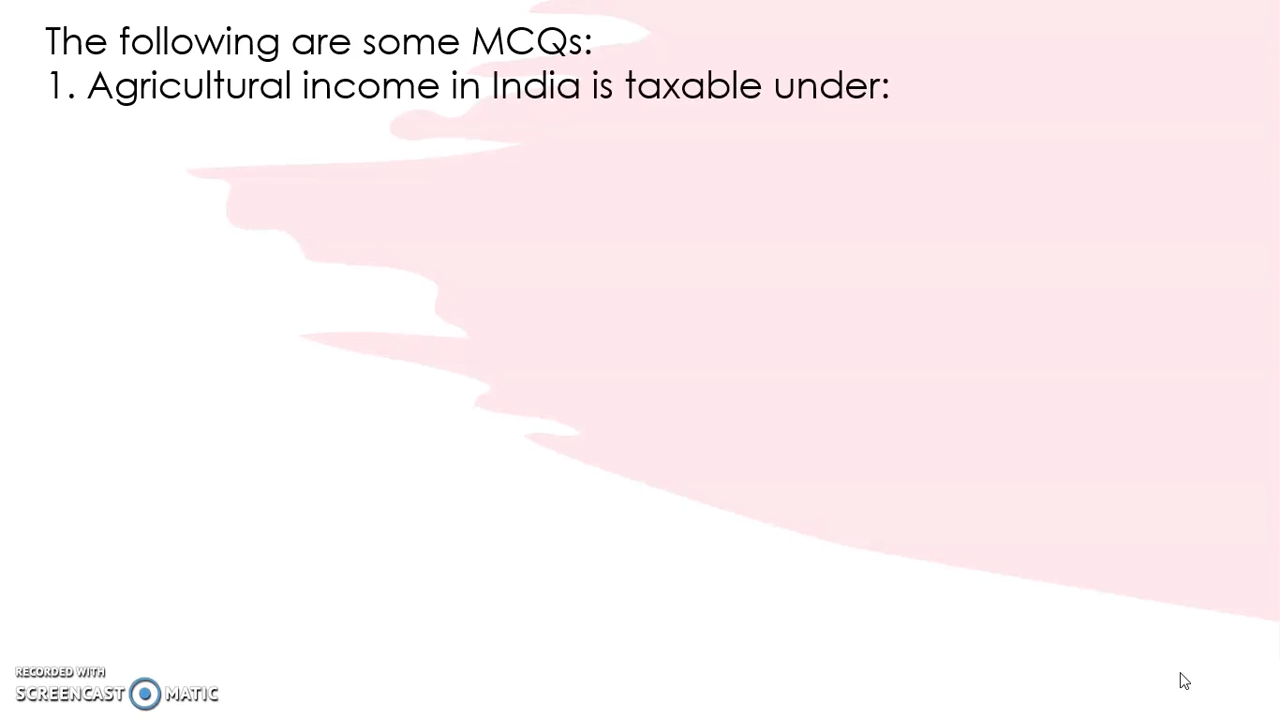 The following are some MCQs:
1. Agricultural income in India is taxable under:
RECORDED WITH
SCREENCAST MATIC